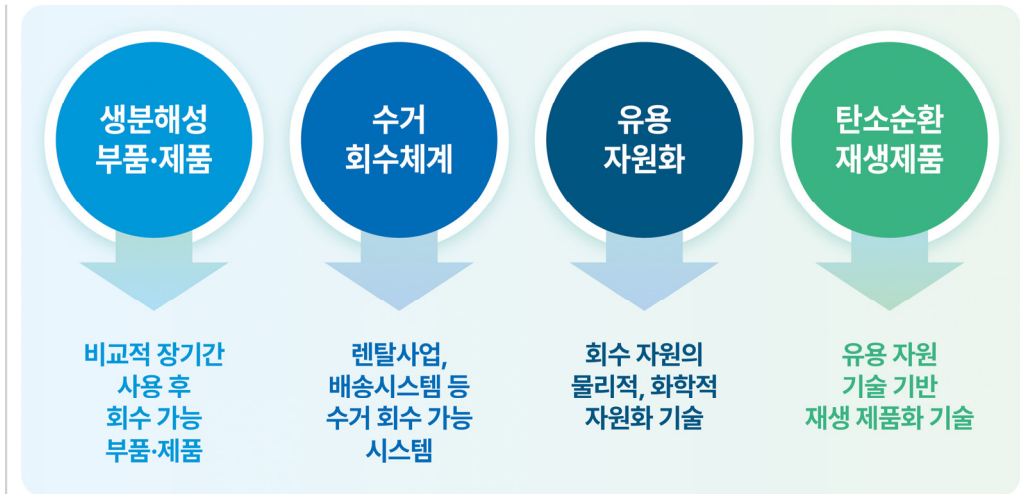 생분해성
부품·제품
수거
회수체계
유용
자원화
탄소순환
재생제품
비교적 장기간
사용 후
회수 가능
부품·제품
렌탈사업,
배송시스템 등
수거 회수 가능
시스템
회수 자원의
물리적, 화학적
자원화 기술
유용 자원
기술 기반
재생 제품화 기술